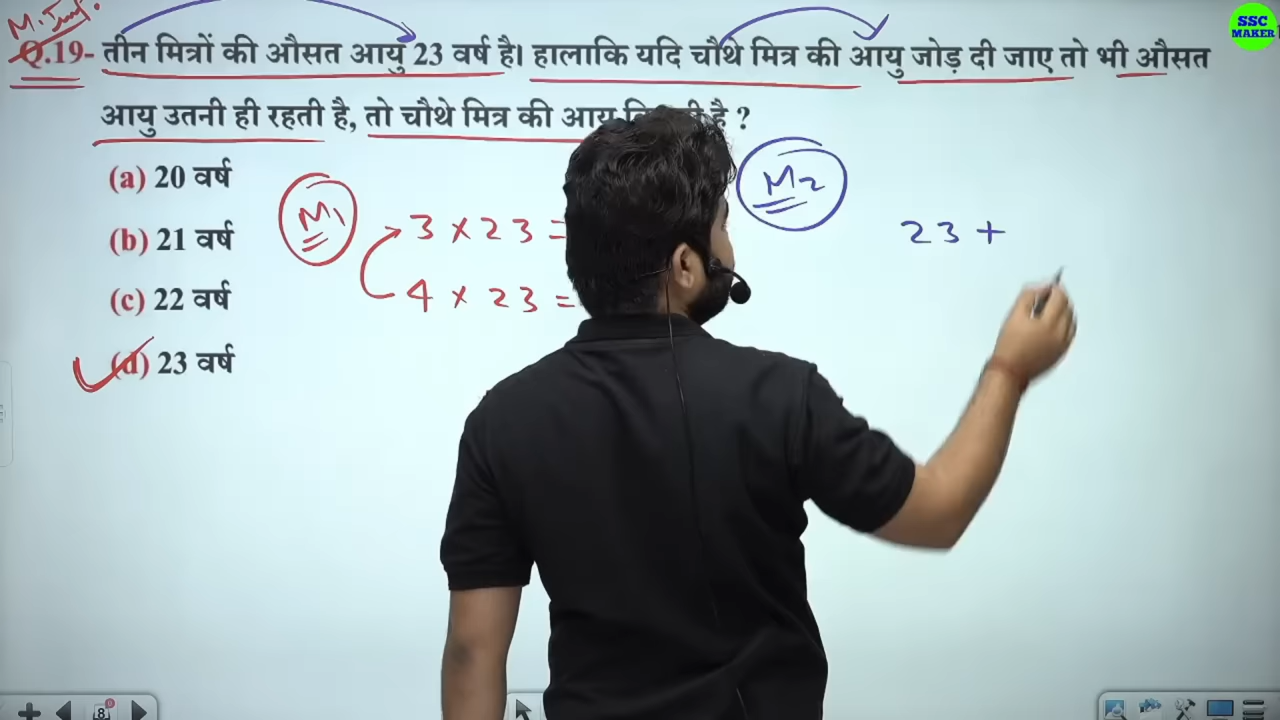 M. Imp.
Q.19- तीन मित्रों की औसत आयु 23 वर्ष है। हालाकि यदि चौथे मित्र की आयु जोड़ दी जाए तो भी औसत
आयु उतनी ही रहती है, तो चौथे मित्र की आयु है ?
(a) 20 वर्ष
(b) 21 वर्ष
(c) 22 वर्ष
(d) 23 वर्ष
M1
3 × 23 =
4 × 23 =
M2
23 +
SSC
MAKER
8